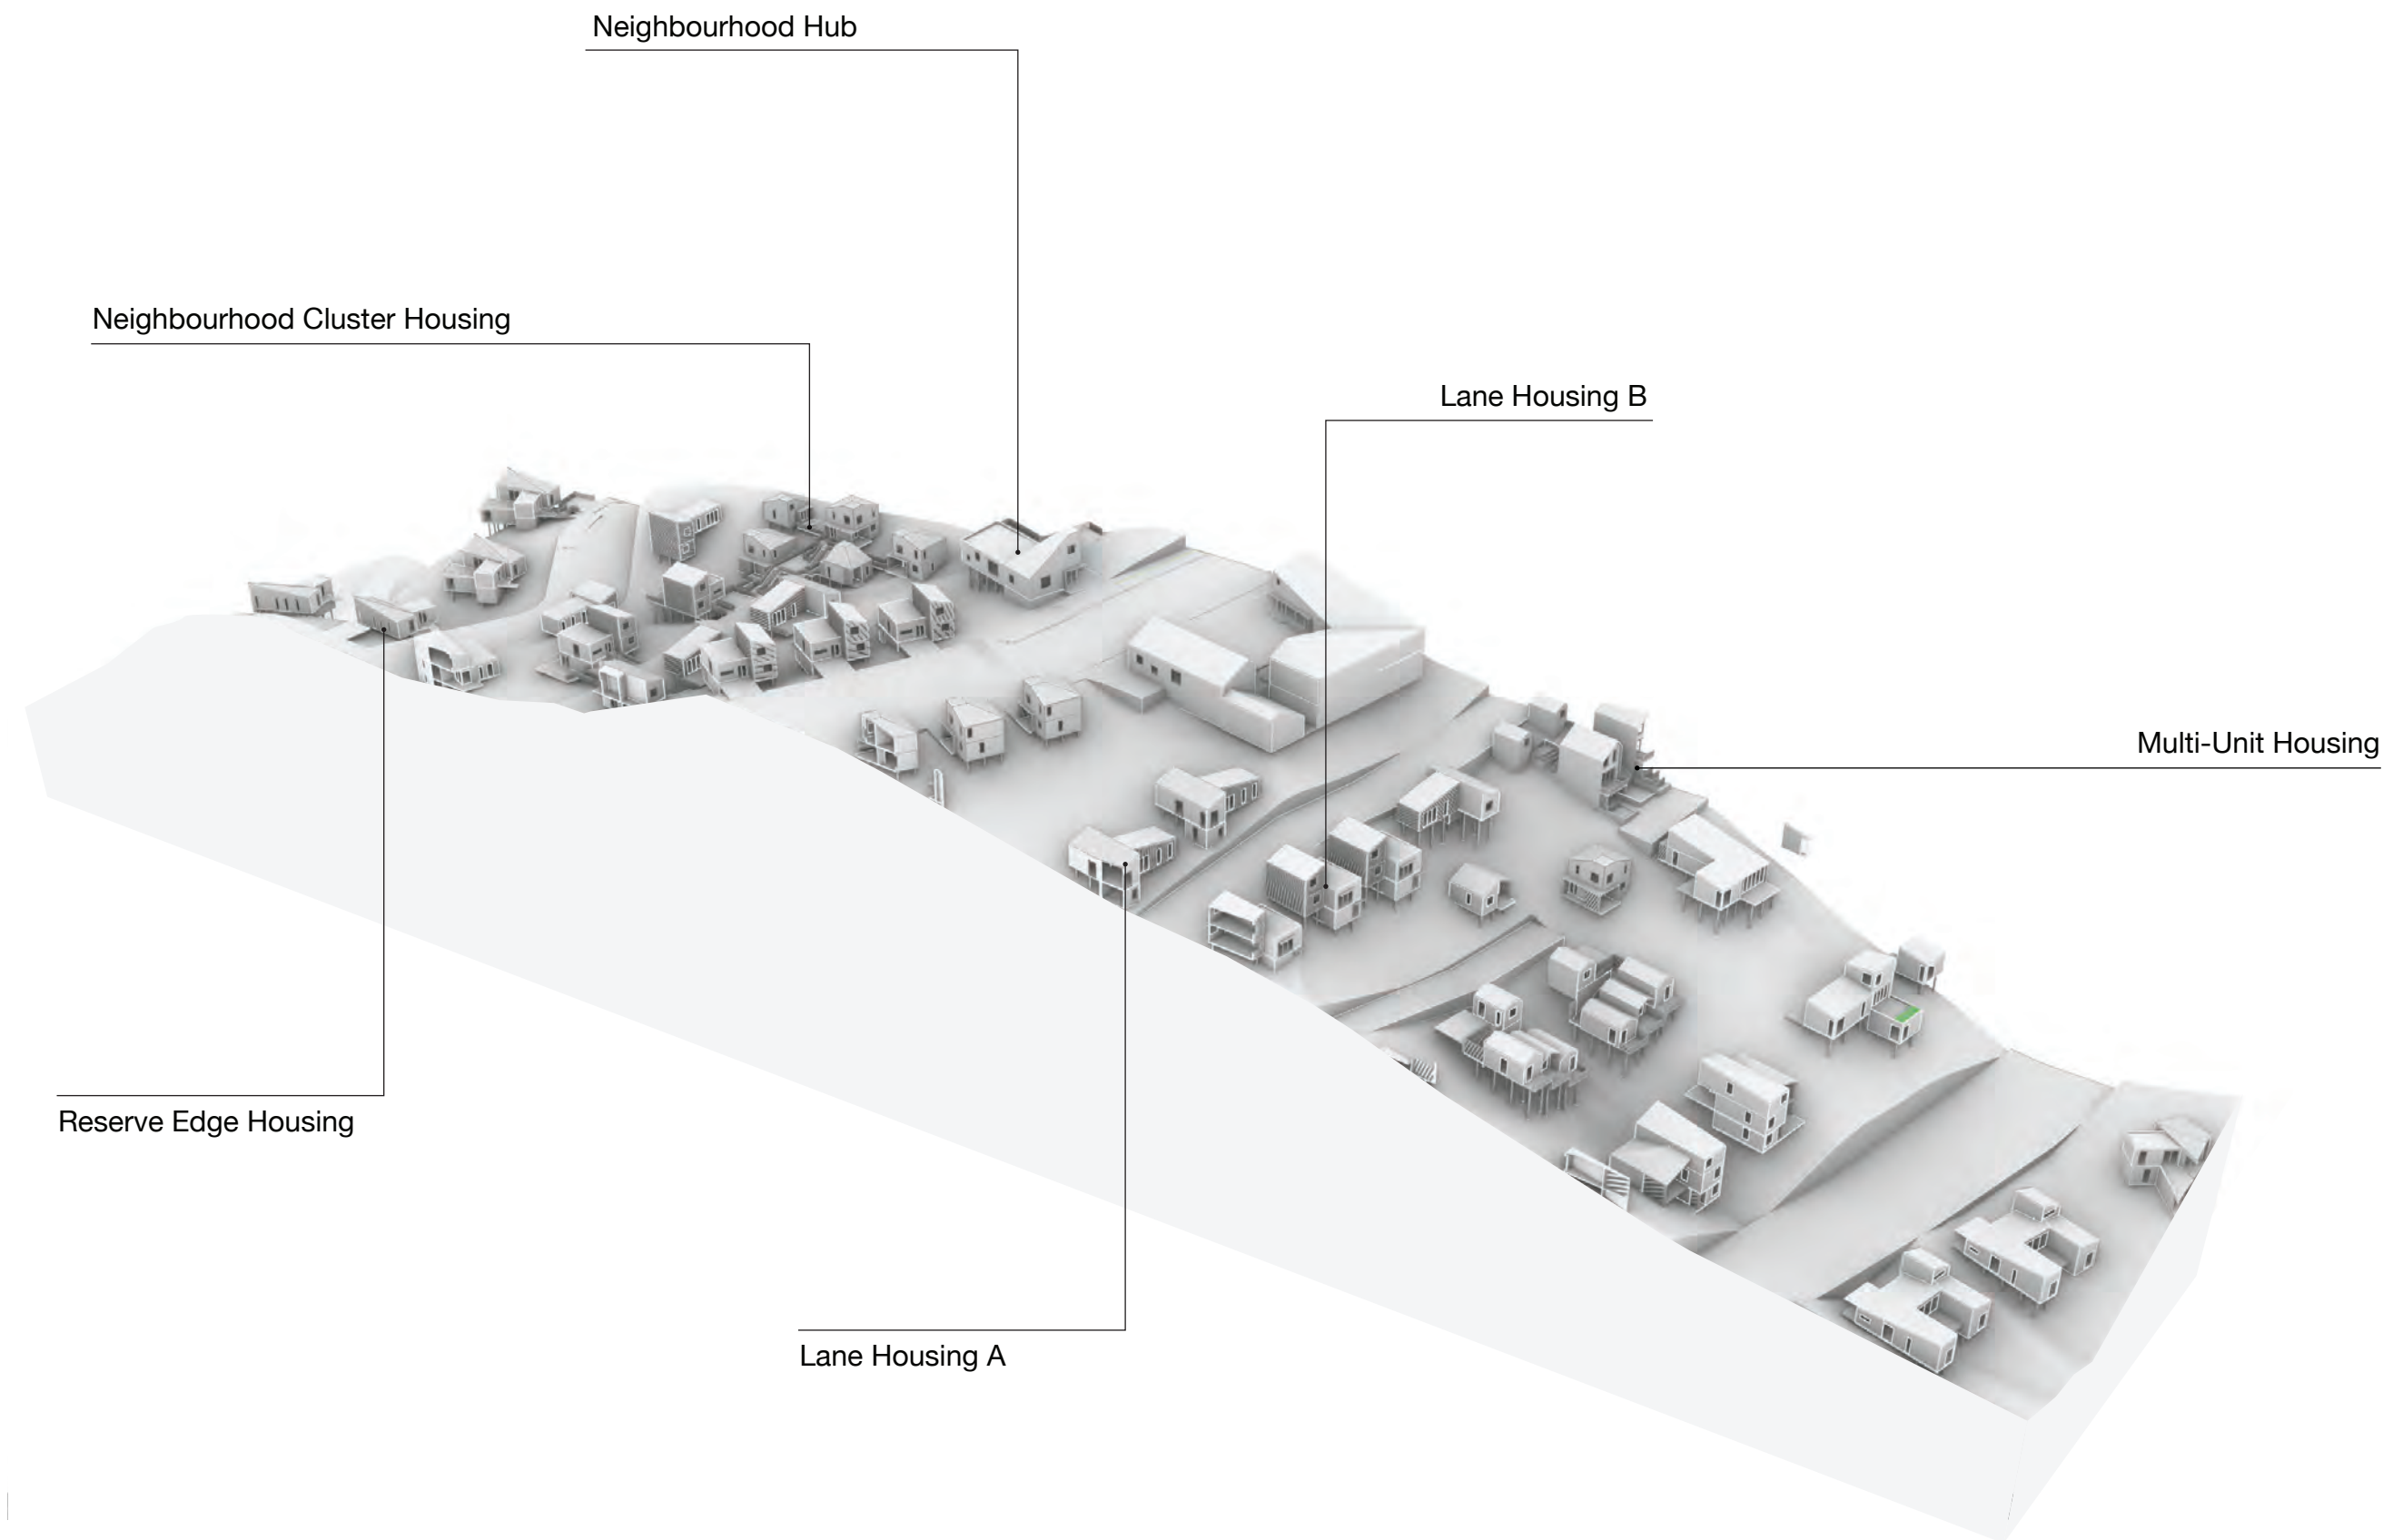 Neighbourhood Hub
Neighbourhood Cluster Housing
Lane Housing B
Multi-Unit Housing
Reserve Edge Housing
Lane Housing A